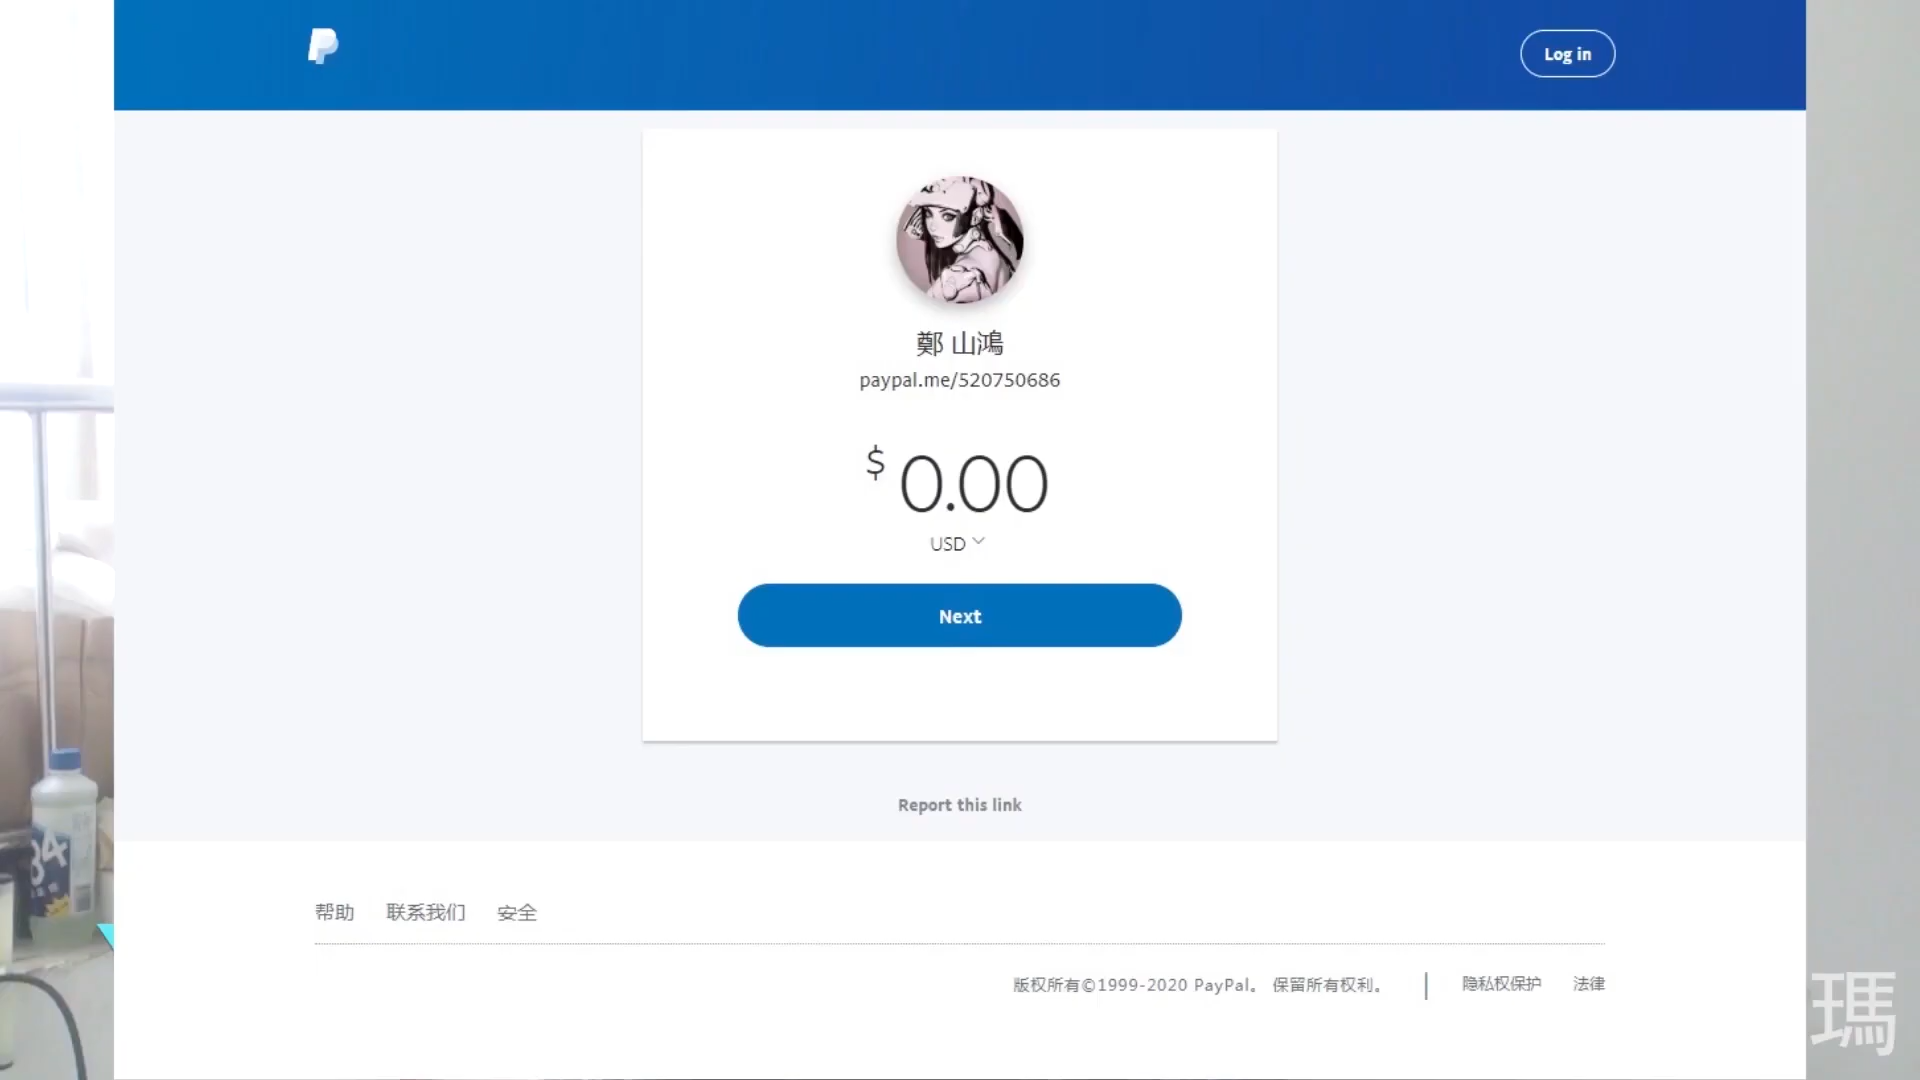 Log in
鄭 山鴻
paypal.me/520750686
$ 0.00
USD
Next
Report this link
帮助 联系我们 安全
版权所有©1999-2020 PayPal。 保留所有权利。 | 隐私权保护 法律
84
瑪